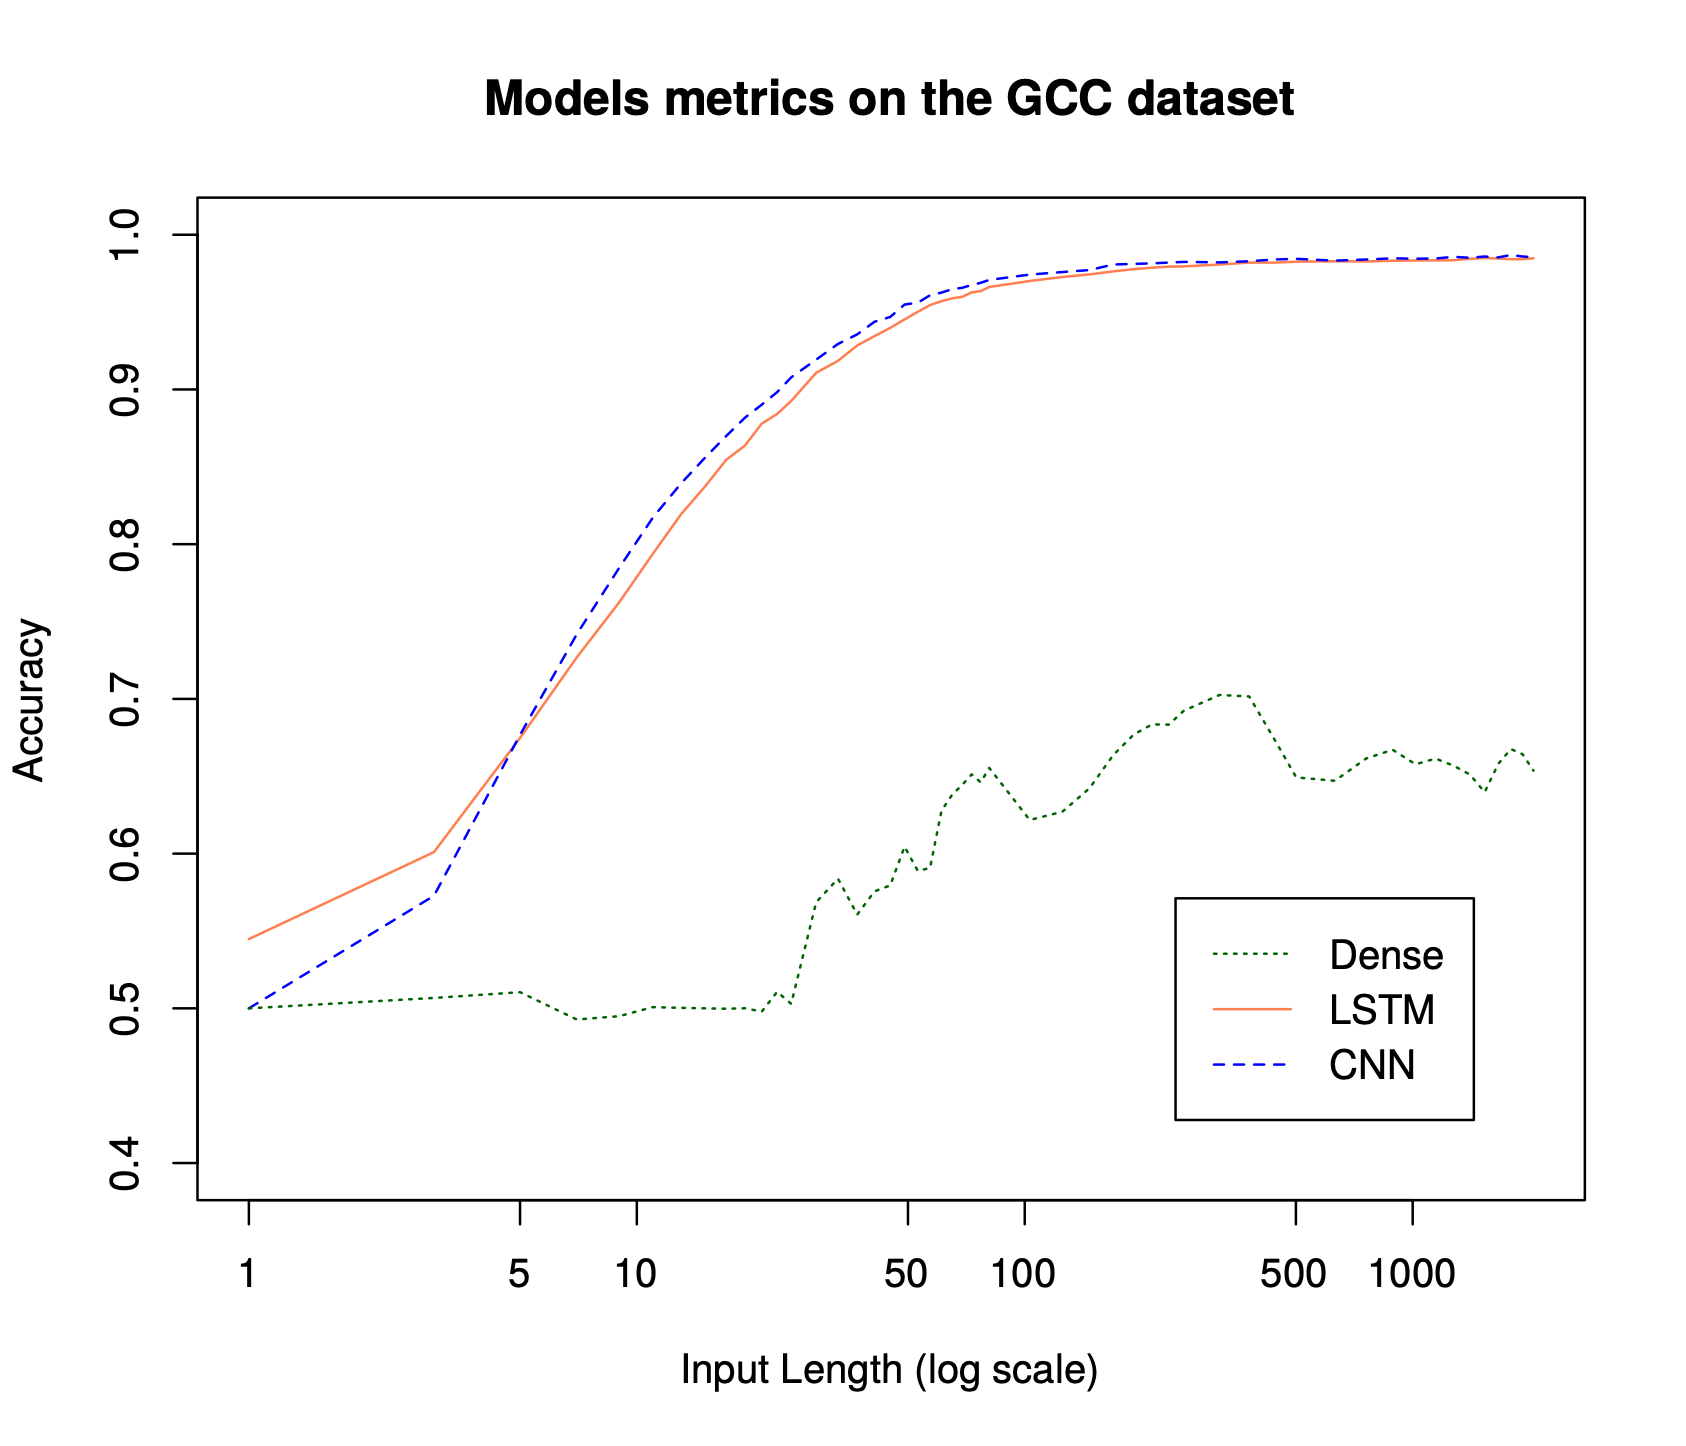 Models metrics on the GCC dataset
Accuracy
1.0
0.9
0.8
0.7
0.6
0.5
0.4
Dense
LSTM
CNN
1 5 10 50 100 500 1000
Input Length (log scale)